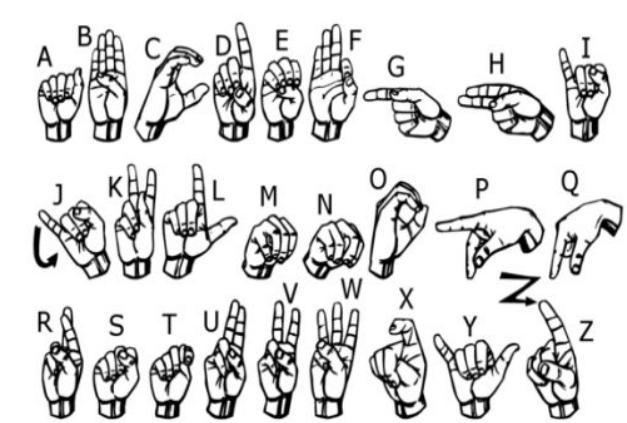 A B C D E F G H I
J K L M N O P Q
R S T U V W X Y Z